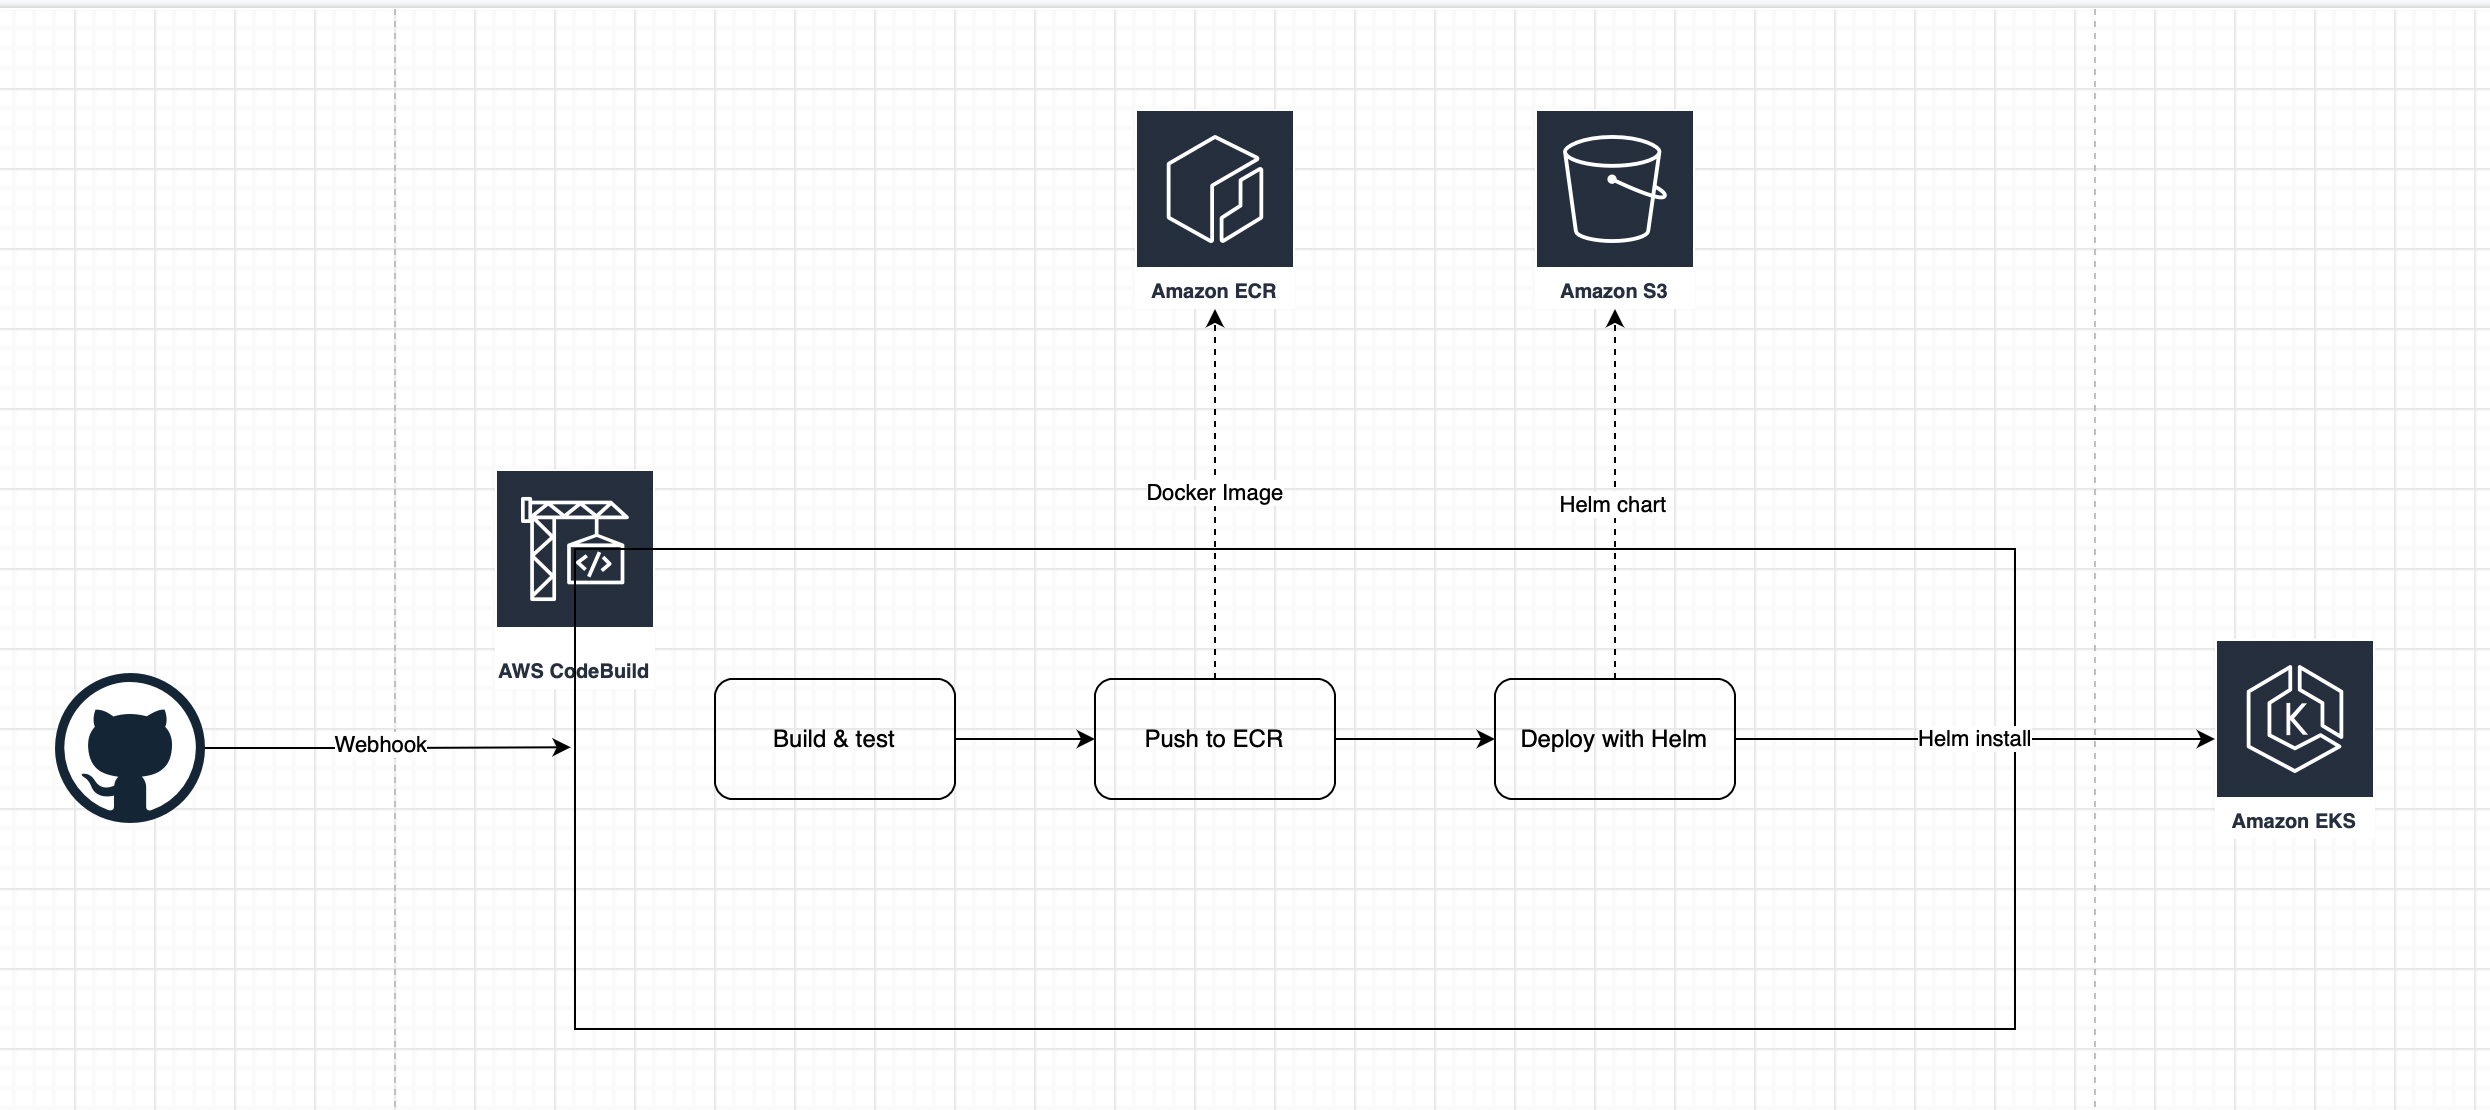 Amazon ECR
Amazon S3
Docker Image
Helm chart
</>
AWS CodeBuild
Webhook
Build & test
Push to ECR
Deploy with Helm
Helm install
K
Amazon EKS